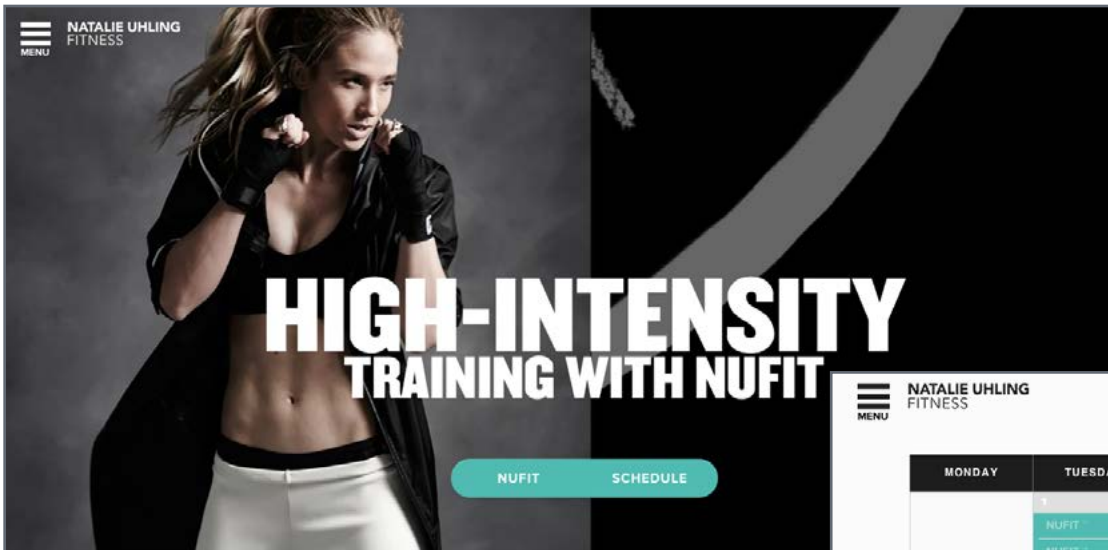 MENU
NATALIE UHLING
FITNESS
HIGH-INTENSITY
TRAINING WITH NUFIT
NUFIT
SCHEDULE
MENU
NATALIE UHLING
FITNESS
MONDAY
TUESDA
NUFIT